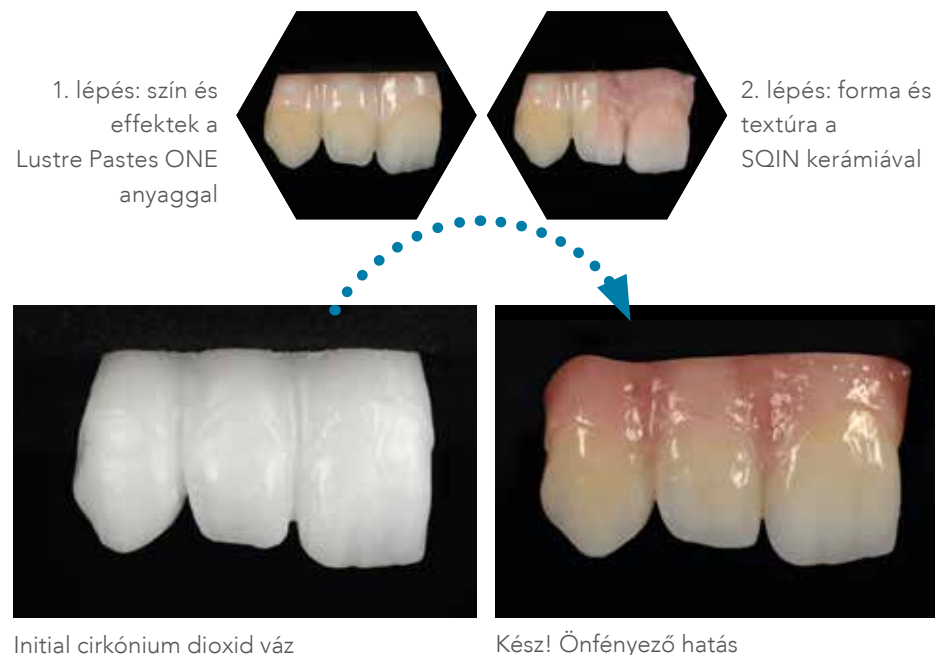 1. lépés: szín és
effektek a
Lustre Pastes ONE
anyaggal
2. lépés: forma és
textúra a
SQIN kerámiával
Initial cirkónium dioxid váz
Kész! Önfényező hatás